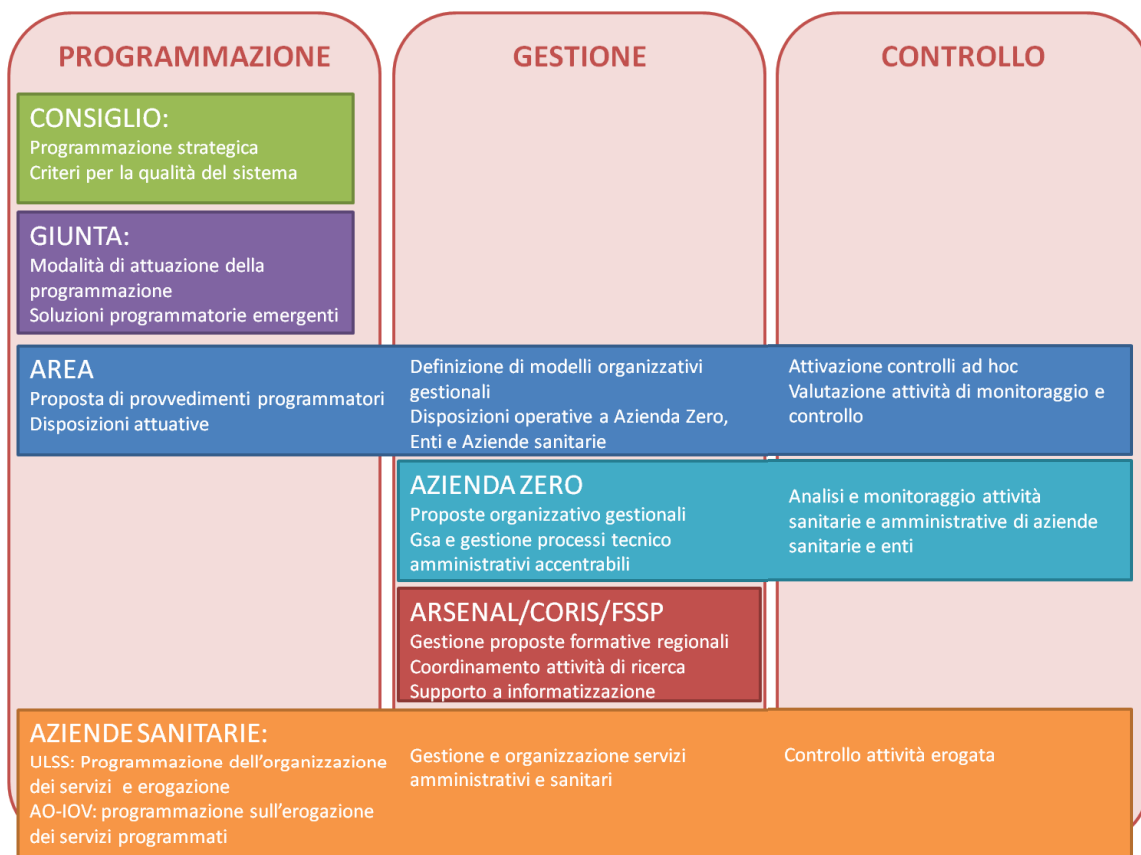 PROGRAMMAZIONE
GESTIONE
CONTROLLO
CONSIGLIO:
Programmazione strategica
Criteri per la qualità del sistema
GIUNTA:
Modalità di attuazione della
programmazione
Soluzioni programmatorie emergenti
AREA
Proposta di provvedimenti programmatori
Disposizioni attuative
Definizione di modelli organizzativi
gestionali
Disposizioni operative a Azienda Zero,
Enti e Aziende sanitarie
Attivazione controlli ad hoc
Valutazione attività di monitoraggio e
controllo
AZIENDA ZERO
Proposte organizzativo gestionali
Gsa e gestione processi tecnico
amministrativi accentrabili
Analisi e monitoraggio attività
sanitarie e amministrative di aziende
sanitarie e enti
ARSENAL/CORIS/FSSP
Gestione proposte formative regionali
Coordinamento attività di ricerca
Supporto a informatizzazione
AZIENDE SANITARIE:
ULSS: Programmazione dell'organizzazione
dei servizi e erogazione
AO-IOV: programmazione sull'erogazione
dei servizi programmati
Gestione e organizzazione servizi
amministrativi e sanitari
Controllo attività erogata